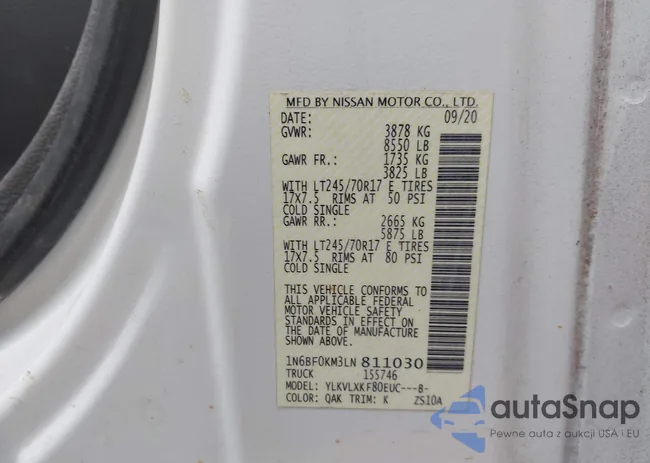 MFD BY NISSAN MOTOR CO., LTD.
DATE: 09/20
GVWR: 3878 KG
8550 LB
GAWR FR.: 1735 KG
3825 LB
WITH LT245/70R17 E TIRES
17X7.5 RIMS AT 50 PSI
COLD SINGLE
GAWR RR.: 2665 KG
5875 LB
WITH LT245/70R17 E TIRES
17X7.5 RIMS AT 80 PSI
COLD SINGLE
THIS VEHICLE CONFORMS TO
ALL APPLICABLE FEDERAL
MOTOR VEHICLE SAFETY
STANDARDS IN EFFECT ON
THE DATE OF MANUFACTURE
SHOWN ABOVE.
1N6BF0KM3LN 811030
TRUCK 155746
MODEL: YLKVLXKF80EUC---B-
COLOR: QAK TRIM: K ZS10A
autaSnap
Pewne auta z aukcji USA i EU